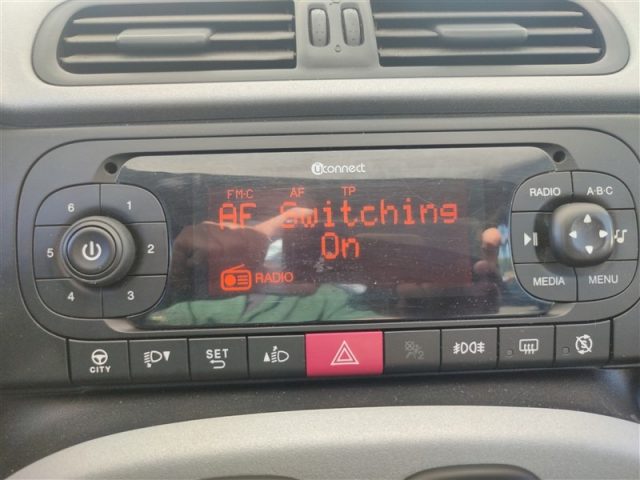 uconnect
FM-C AF TP
AF Switching
On
RADIO
6 1
5 2
4 3
RADIO A·B·C
MEDIA MENU
CITY
SET